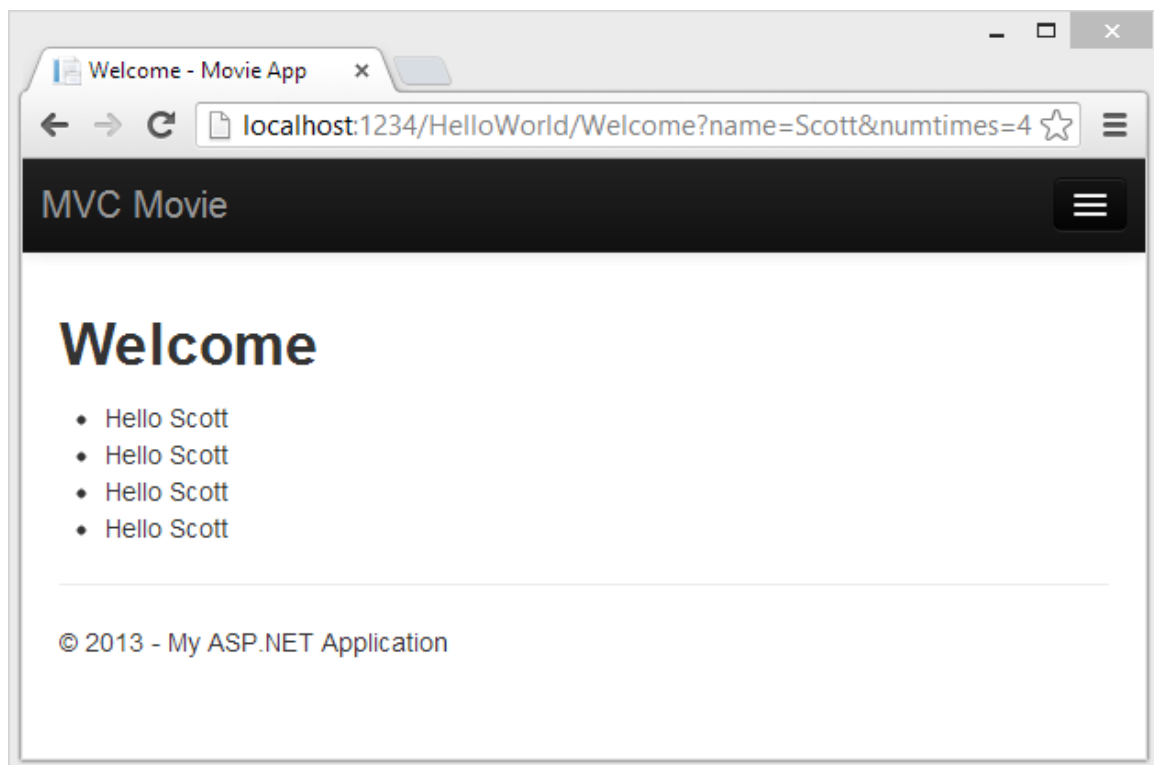 Welcome - Movie App
localhost:1234/HelloWorld/Welcome?name=Scott&numtimes=4
MVC Movie
Welcome
Hello Scott
Hello Scott
Hello Scott
Hello Scott
© 2013 - My ASP.NET Application